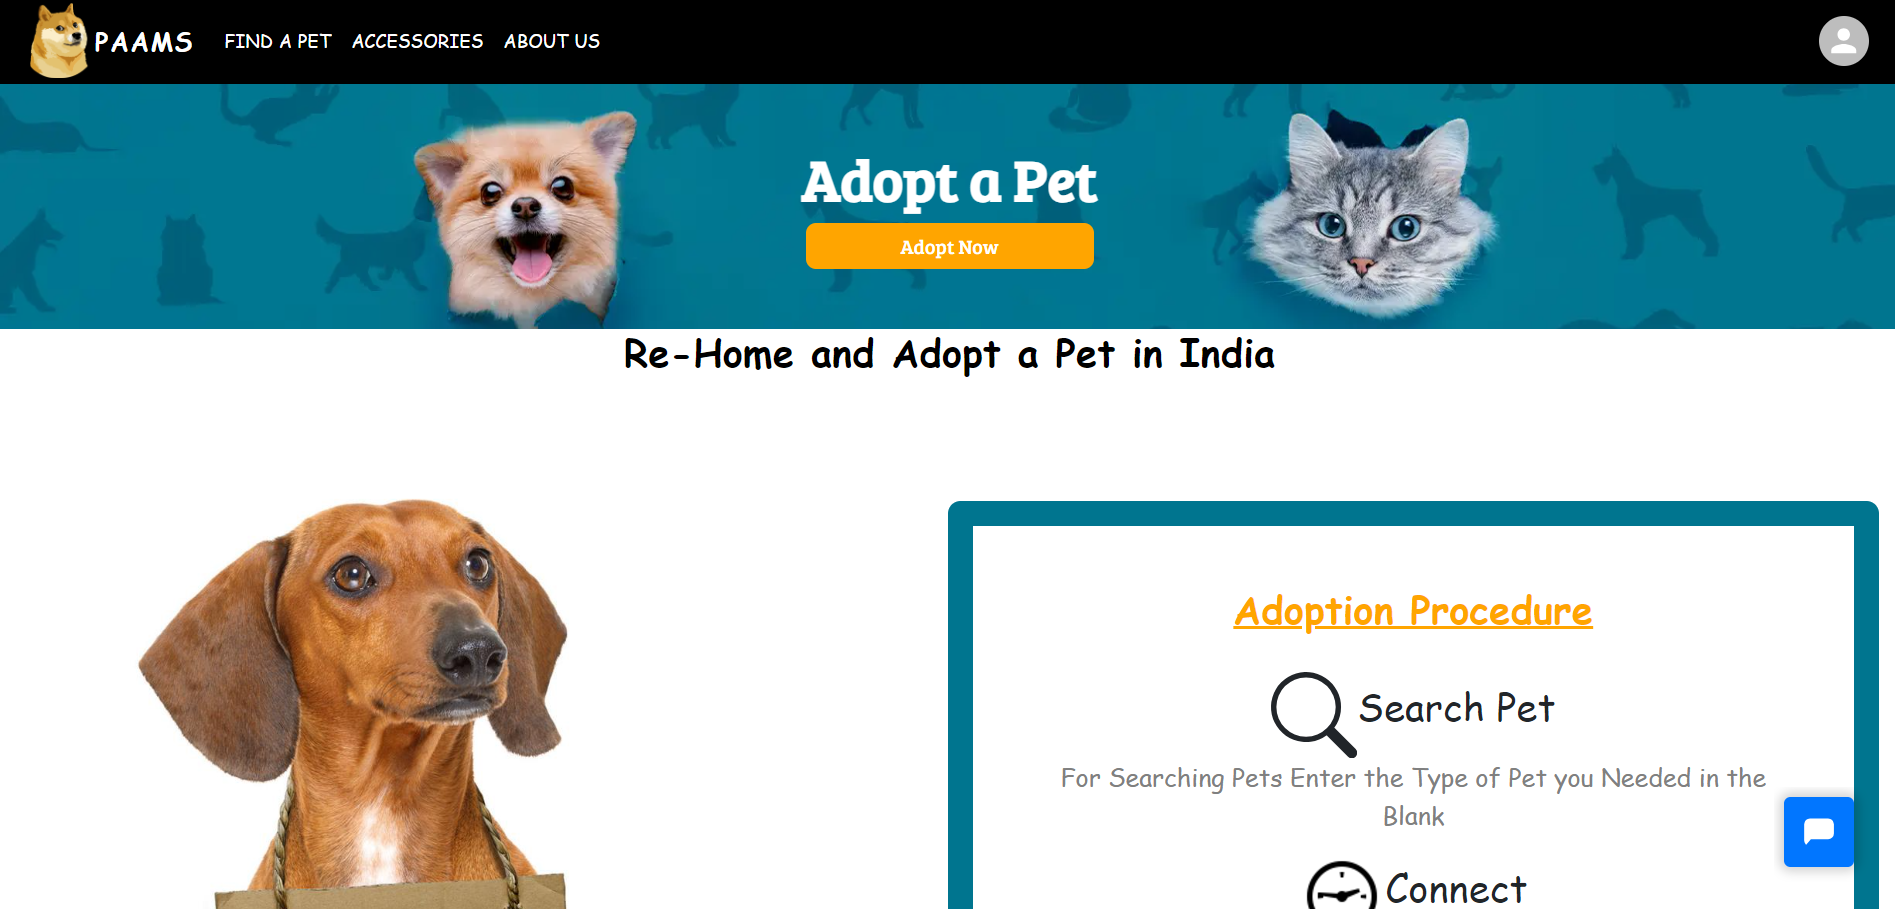 PAAMS FIND A PET ACCESSORIES ABOUT US
Adopt a Pet
Adopt Now
Re-Home and Adopt a Pet in India
Adoption Procedure
Search Pet
For Searching Pets Enter the Type of Pet you Needed in the
Blank
Connect